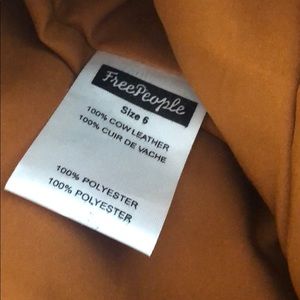 FreePeople
Size 6
100% COW LEATHER
100% CUIR DE VACHE
100% POLYESTER
100% POLYESTER